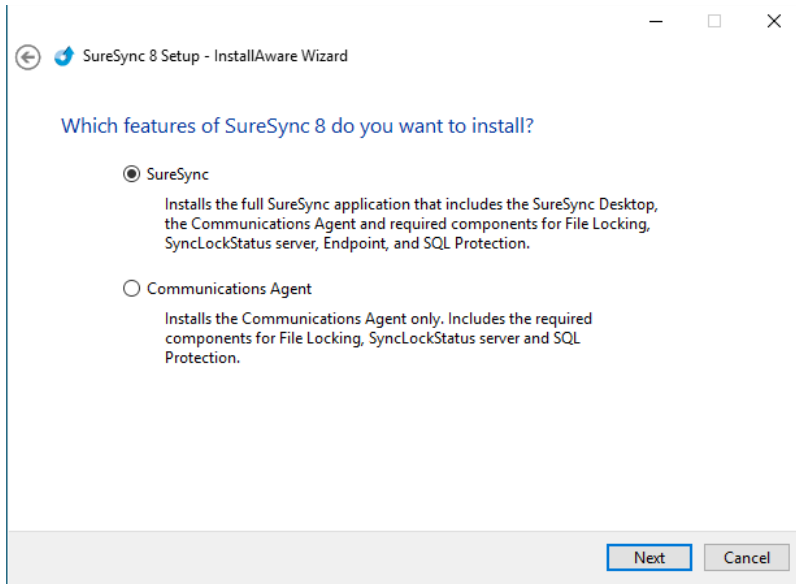 SureSync 8 Setup - InstallAware Wizard
Which features of SureSync 8 do you want to install?
SureSync
Installs the full SureSync application that includes the SureSync Desktop,
the Communications Agent and required components for File Locking,
SyncLockStatus server, Endpoint, and SQL Protection.
Communications Agent
Installs the Communications Agent only. Includes the required
components for File Locking, SyncLockStatus server and SQL
Protection.
Next
Cancel